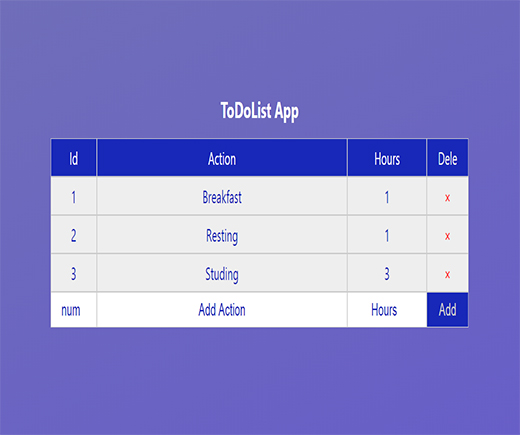 ToDoList App
Id Action Hours Dele
1 Breakfast 1 x
2 Resting 1 x
3 Studing 3 x
num Add Action Hours Add